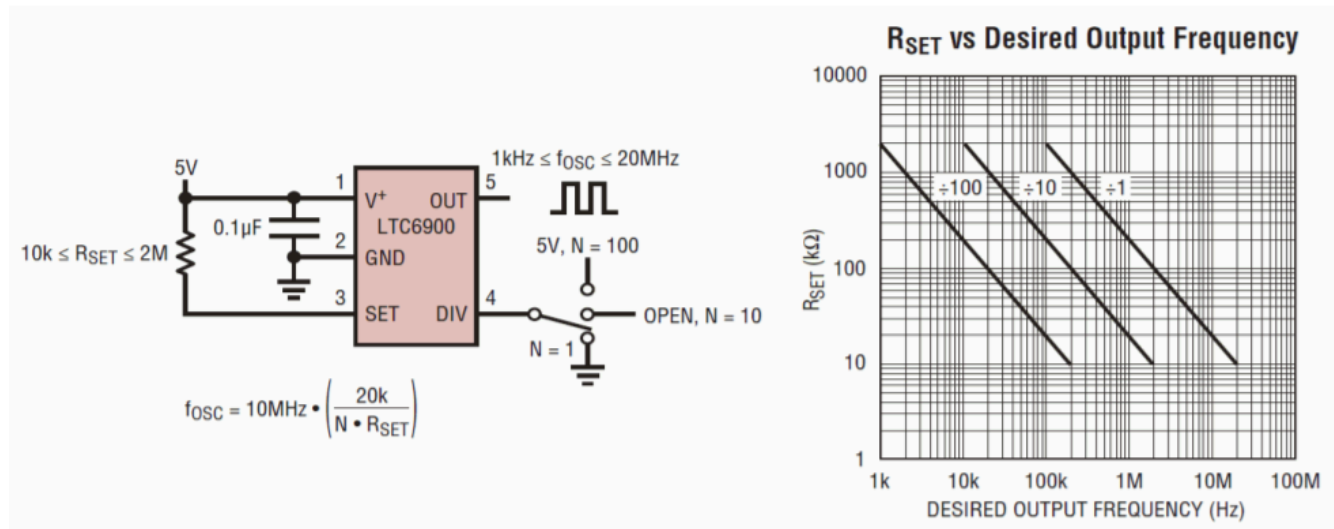 5V
10k ≤ RSET ≤ 2M
0.1µF
1
V+
2
GND
3
SET
LTC6900
OUT
5
DIV
4
1kHz ≤ fOSC ≤ 20MHz
5V, N = 100
OPEN, N = 10
N = 1
fOSC = 10MHz • (20k / N • RSET)
RSET vs Desired Output Frequency
RSET (kΩ)
10000
1000
100
10
1
÷100
÷10
÷1
1k
10k
100k
1M
10M
100M
DESIRED OUTPUT FREQUENCY (Hz)